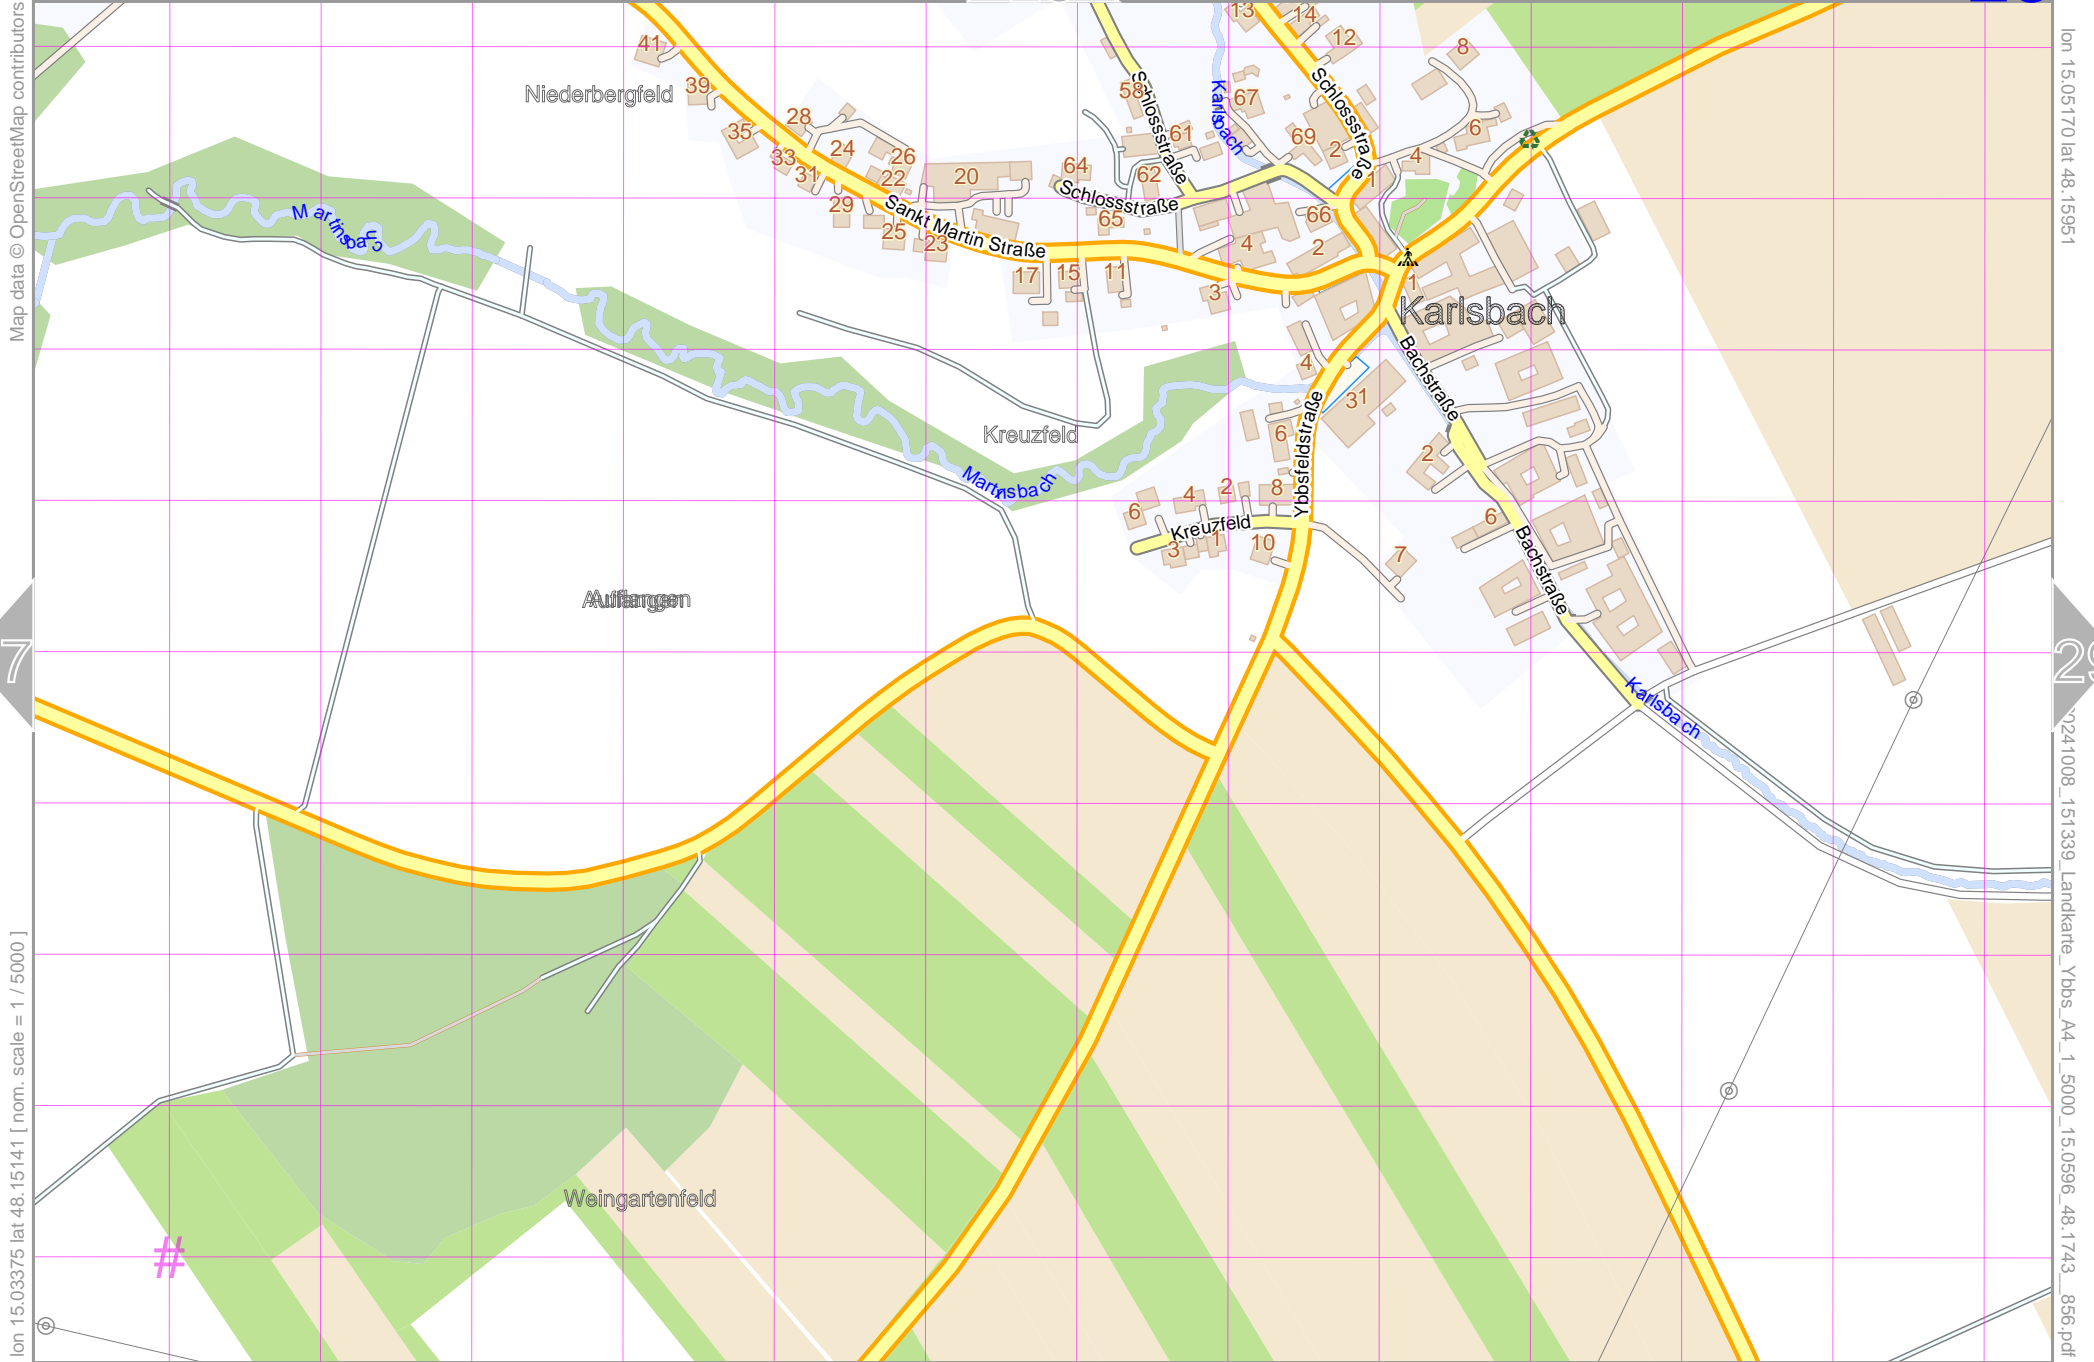 Map data © OpenStreetMap contributors
lon 15.03375 lat 48.15141 [ nom. scale = 1 / 5000 ]
lon 15.05170 lat 48.15951
7
29
Niederbergfeld
Karlsbach
Kreuzfeld
Weingartenfeld
Martinsbach
Martinsbach
Karlsbach
Karlsbach
Schlossstraße
Schlossstraße
Schlossstraße
Sankt Martin Straße
Ybbsfeldstraße
Bachstraße
Bachstraße
Kreuzfeld
41
39
35
33
31
28
24
26
22
20
29
25
23
17
15
11
3
64
62
65
58
61
67
69
2
13
14
12
8
6
4
1
66
2
4
1
4
31
6
8
2
4
6
3
1
10
7
2
6
#